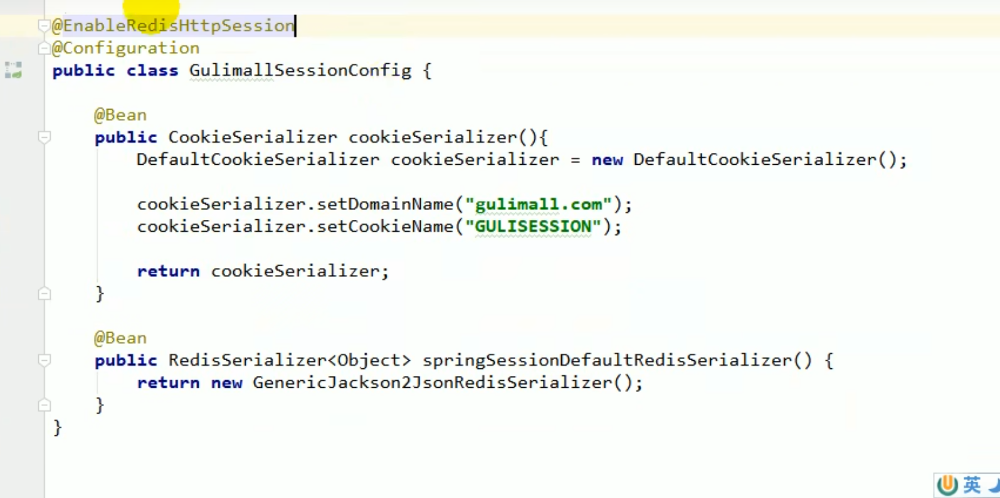 @EnableRedisHttpSession
@Configuration
public class GulimallSessionConfig {
@Bean
public CookieSerializer cookieSerializer(){
DefaultCookieSerializer cookieSerializer = new DefaultCookieSerializer();
cookieSerializer.setDomainName("gulimall.com");
cookieSerializer.setCookieName("GULISESSION");
return cookieSerializer;
}
@Bean
public RedisSerializer<Object> springSessionDefaultRedisSerializer() {
return new GenericJackson2JsonRedisSerializer();
}
}
英